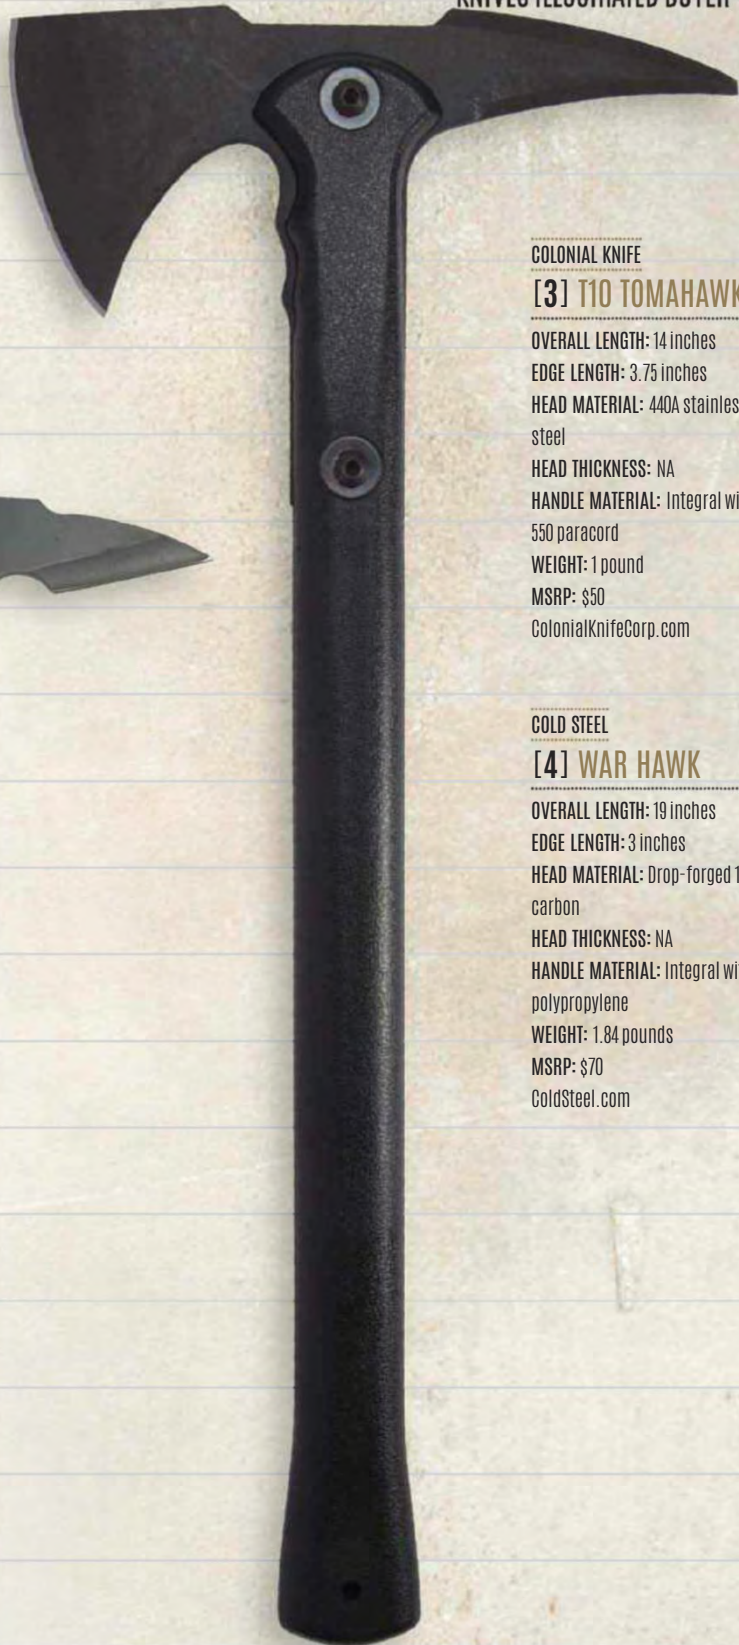 COLONIAL KNIFE
[3] T10 TOMAHAWK
OVERALL LENGTH: 14 inches
EDGE LENGTH: 3.75 inches
HEAD MATERIAL: 440A stainles
steel
HEAD THICKNESS: NA
HANDLE MATERIAL: Integral wi
550 paracord
WEIGHT: 1 pound
MSRP: $50
ColonialKnifeCorp.com
COLD STEEL
[4] WAR HAWK
OVERALL LENGTH: 19 inches
EDGE LENGTH: 3 inches
HEAD MATERIAL: Drop-forged 1
carbon
HEAD THICKNESS: NA
HANDLE MATERIAL: Integral wi
polypropylene
WEIGHT: 1.84 pounds
MSRP: $70
ColdSteel.com